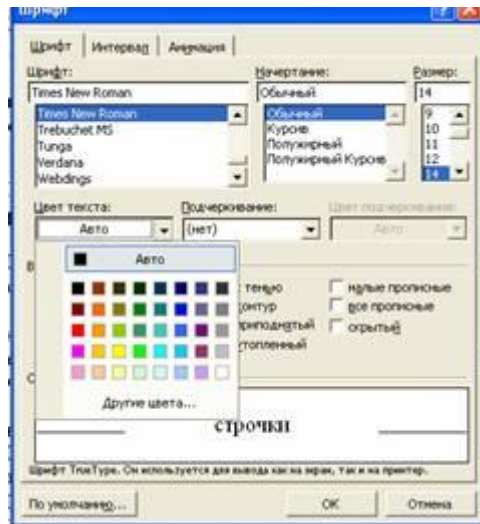 Шрифт
Шрифт Интервал Анимация
Шрифт: Начертание: Размер:
Times New Roman Обычный 14
Times New Roman Обычный 9
Trebuchet MS Курсив 10
Tunga Полужирный 11
Verdana Полужирный Курсив 12
Webdings 14
Цвет текста: Подчеркивание: Цвет подчеркивания:
Авто (нет) Авто
Авто
тенью малые прописные
контур все прописные
приподнятый скрытый
утопленный
Другие цвета...
строчки
Шрифт TrueType. Он используется для вывода как на экран, так и на принтер.
По умолчанию... ОК Отмена